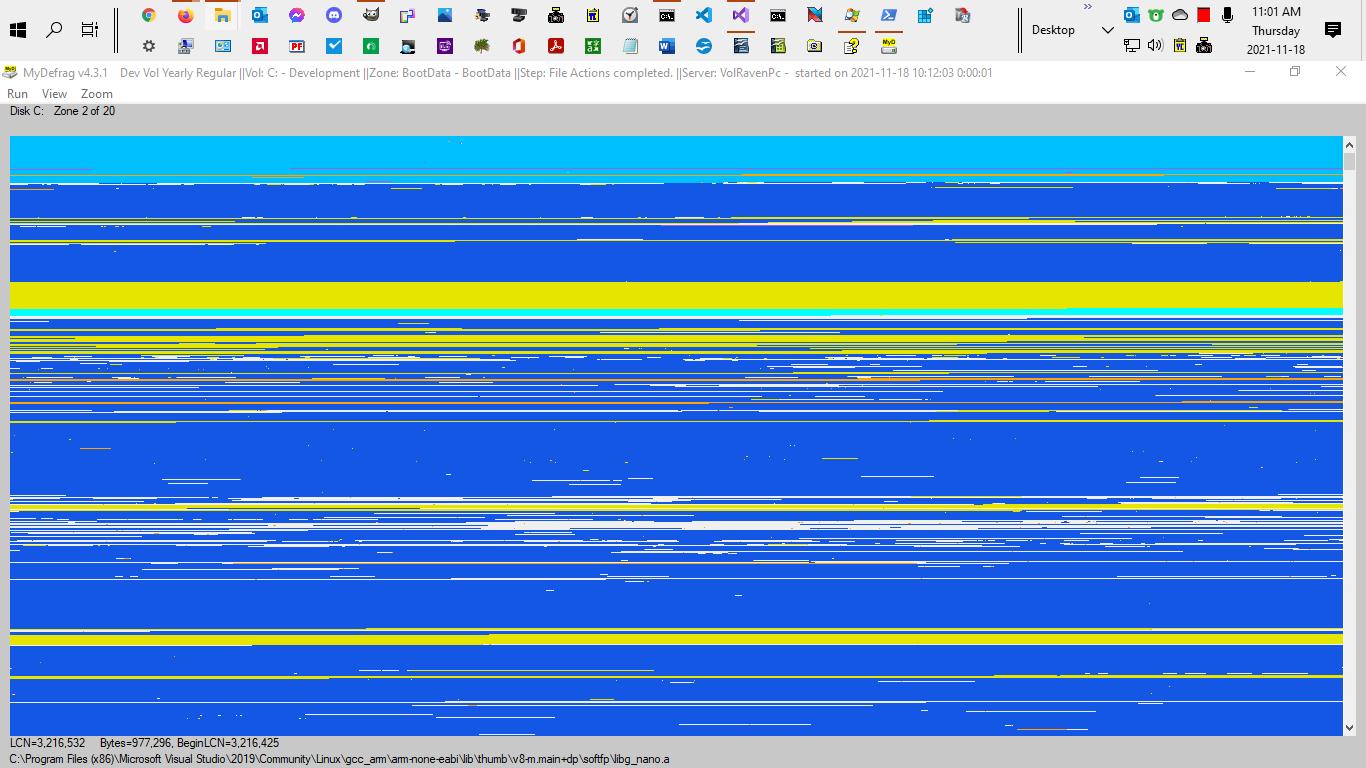 11:01 AM
Desktop
Thursday
2021-11-18
MyDefrag v4.3.1 Dev Vol Yearly Regular ||Vol: C: - Development ||Zone: BootData - BootData ||Step: File Actions completed. ||Server: VolRavenPc - started on 2021-11-18 10:12:03 0:00:01
Run View Zoom
Disk C: Zone 2 of 20
LCN=3,216,532 Bytes=977,296, BeginLCN=3,216,425
C:\Program Files (x86)\Microsoft Visual Studio\2019\Community\Linux\gcc_arm\arm-none-eabi\lib\thumb\v8-m.main+dp\softfp\libg_nano.a